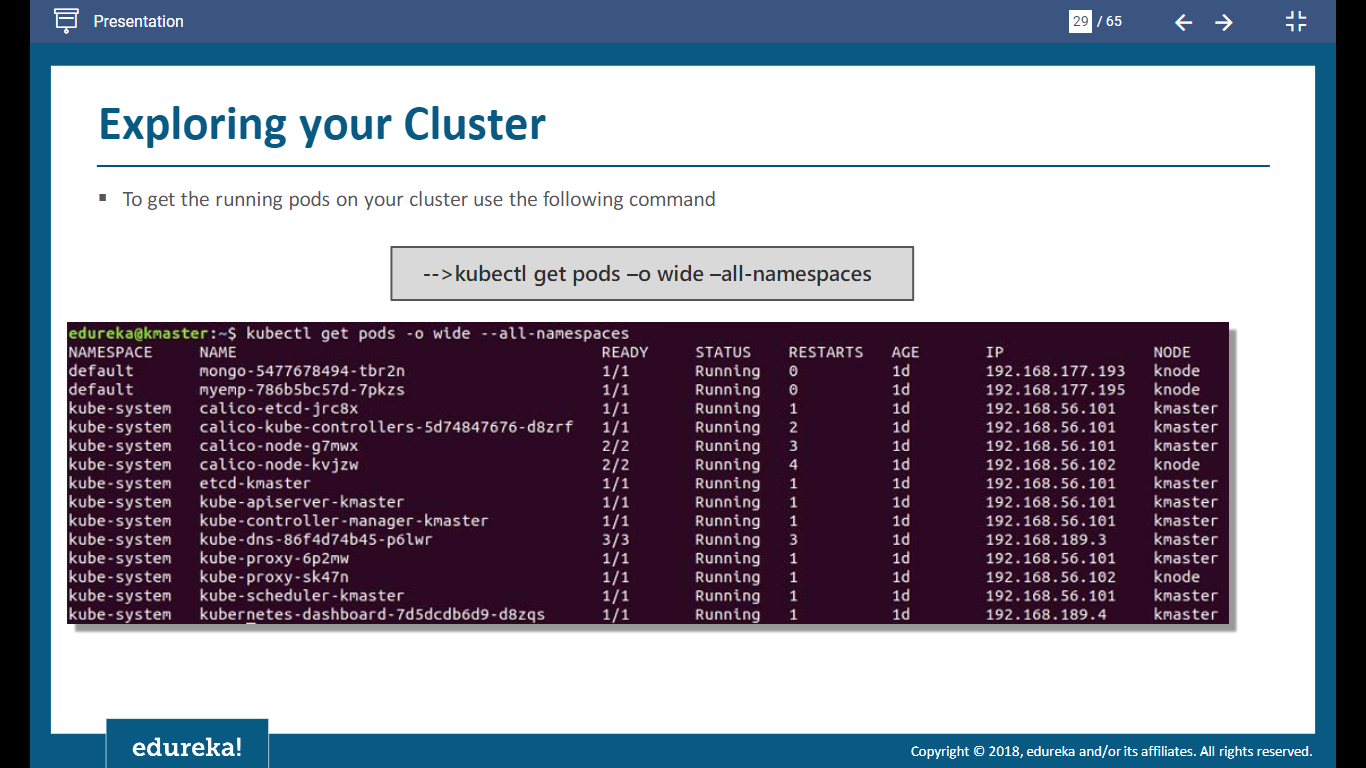 Presentation
29 / 65
Exploring your Cluster
▪ To get the running pods on your cluster use the following command
-->kubectl get pods –o wide –all-namespaces
edureka@kmaster:~$ kubectl get pods -o wide --all-namespaces
NAMESPACE NAME READY STATUS RESTARTS AGE IP NODE
default mongo-5477678494-tbr2n 1/1 Running 0 1d 192.168.177.193 knode
default myemp-786b5bc57d-7pkzs 1/1 Running 0 1d 192.168.177.195 knode
kube-system calico-etcd-jrc8x 1/1 Running 1 1d 192.168.56.101 kmaster
kube-system calico-kube-controllers-5d74847676-d8zrf 1/1 Running 2 1d 192.168.56.101 kmaster
kube-system calico-node-g7mwx 2/2 Running 3 1d 192.168.56.101 kmaster
kube-system calico-node-kvjzw 2/2 Running 4 1d 192.168.56.102 knode
kube-system etcd-kmaster 1/1 Running 1 1d 192.168.56.101 kmaster
kube-system kube-apiserver-kmaster 1/1 Running 1 1d 192.168.56.101 kmaster
kube-system kube-controller-manager-kmaster 1/1 Running 1 1d 192.168.56.101 kmaster
kube-system kube-dns-86f4d74b45-p6lwr 3/3 Running 3 1d 192.168.189.3 kmaster
kube-system kube-proxy-6p2mw 1/1 Running 1 1d 192.168.56.101 kmaster
kube-system kube-proxy-sk47n 1/1 Running 1 1d 192.168.56.102 knode
kube-system kube-scheduler-kmaster 1/1 Running 1 1d 192.168.56.101 kmaster
kube-system kubernetes-dashboard-7d5dcdb6d9-d8zqs 1/1 Running 1 1d 192.168.189.4 kmaster
edureka!
Copyright © 2018, edureka and/or its affiliates. All rights reserved.